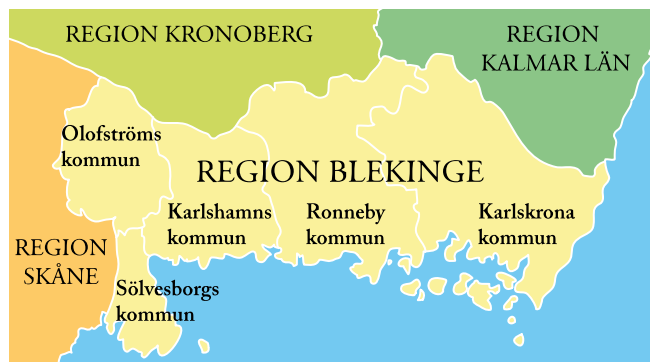 REGION KRONOBERG
REGION
KALMAR LÄN
Olofströms
kommun
REGION BLEKINGE
Karlshamns
kommun
Ronneby
kommun
Karlskrona
kommun
REGION
SKÅNE
Sölvesborgs
kommun